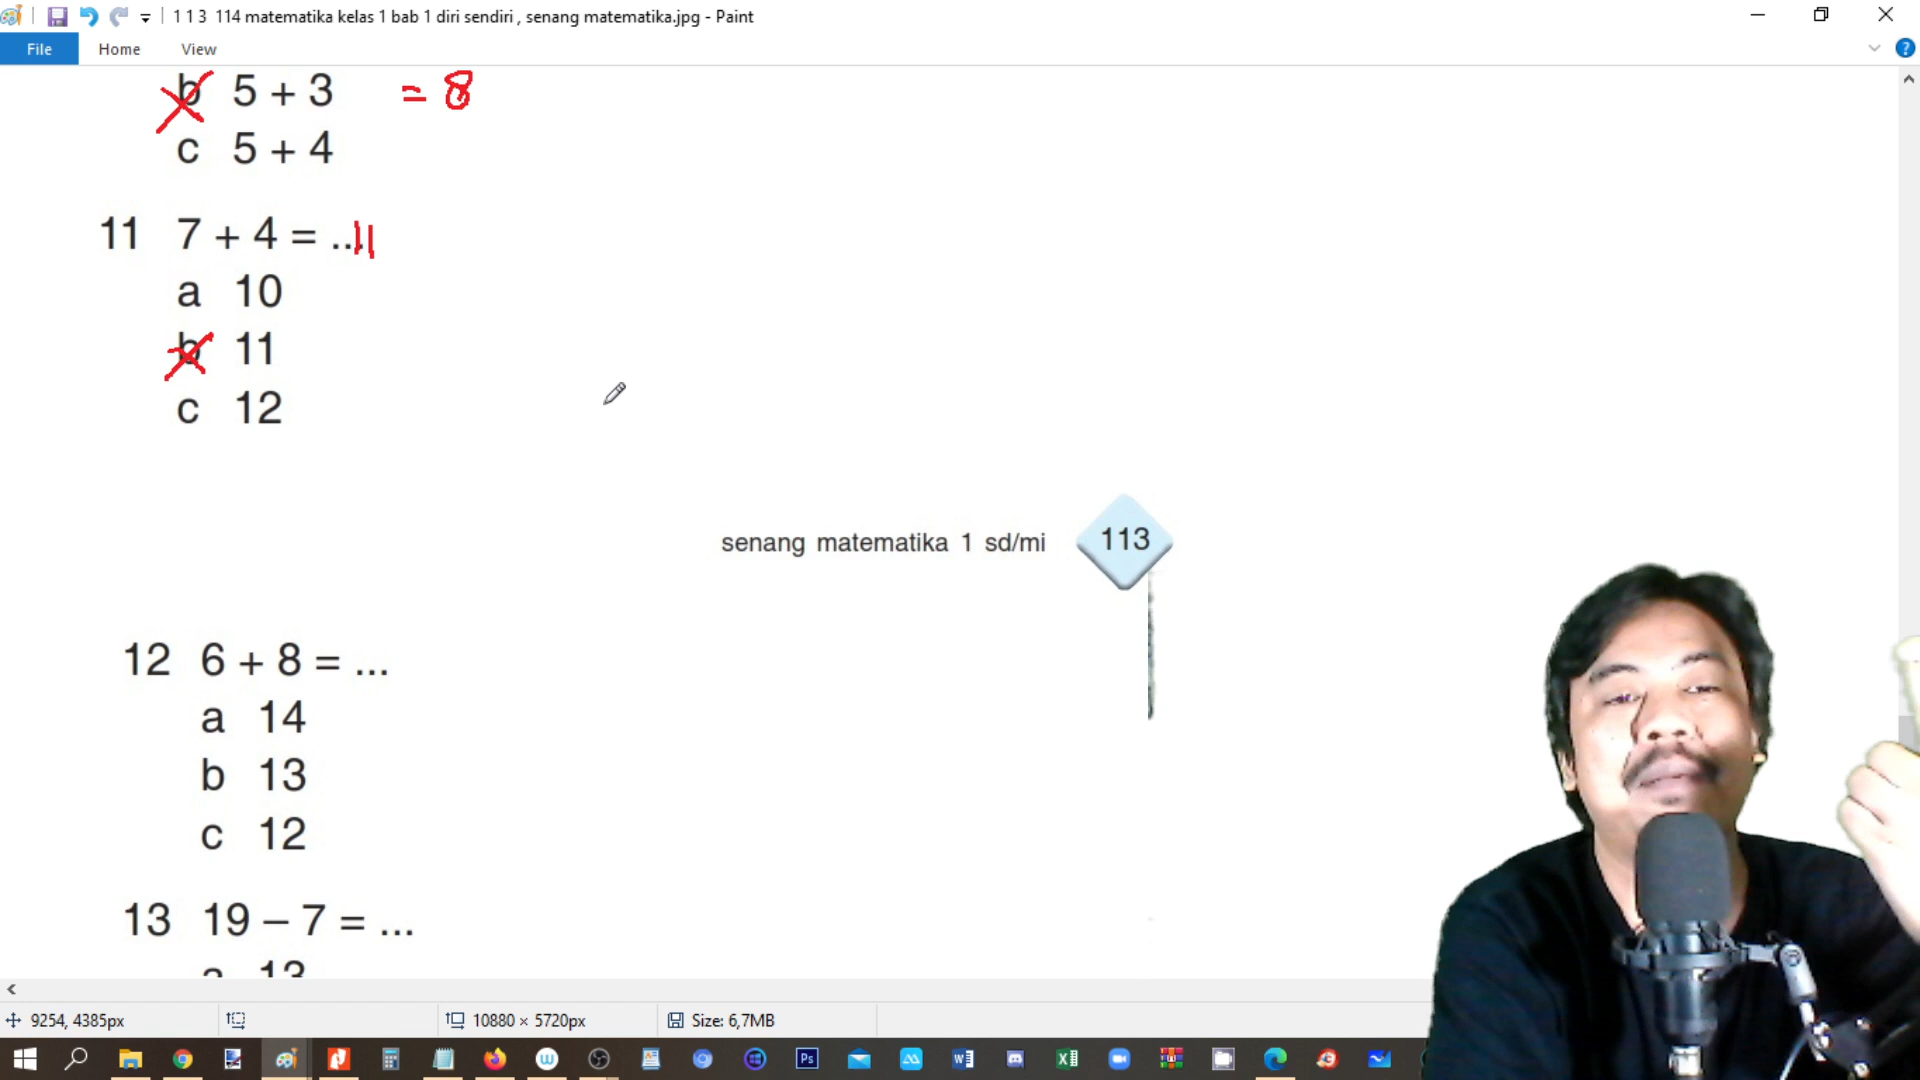 1 1 3  114 matematika kelas 1 bab 1 diri sendiri , senang matematika.jpg - Paint
File Home View
b 5 + 3 = 8
c 5 + 4
11 7 + 4 = ... 11
a 10
b 11
c 12
senang matematika 1 sd/mi 113
12 6 + 8 = ...
a 14
b 13
c 12
13 19 – 7 = ...
a 13
9254, 4385px 10880 × 5720px Size: 6,7MB